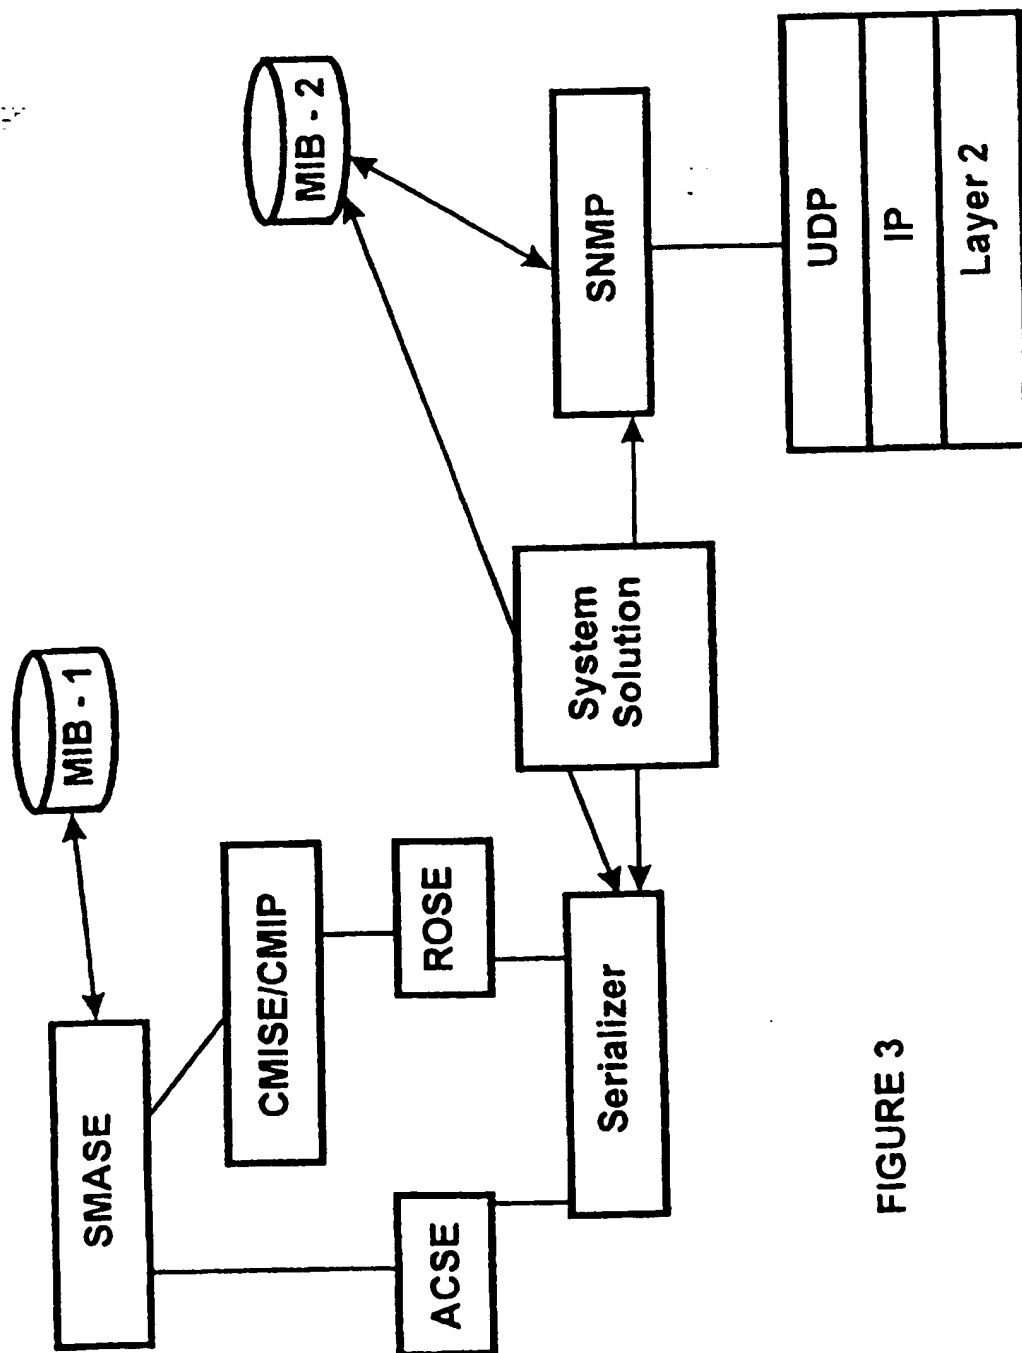 MIB - 1
MIB - 2
SMASE
CMISE/CMIP
ACSE
ROSE
Serializer
System
Solution
SNMP
UDP
IP
Layer 2
FIGURE 3